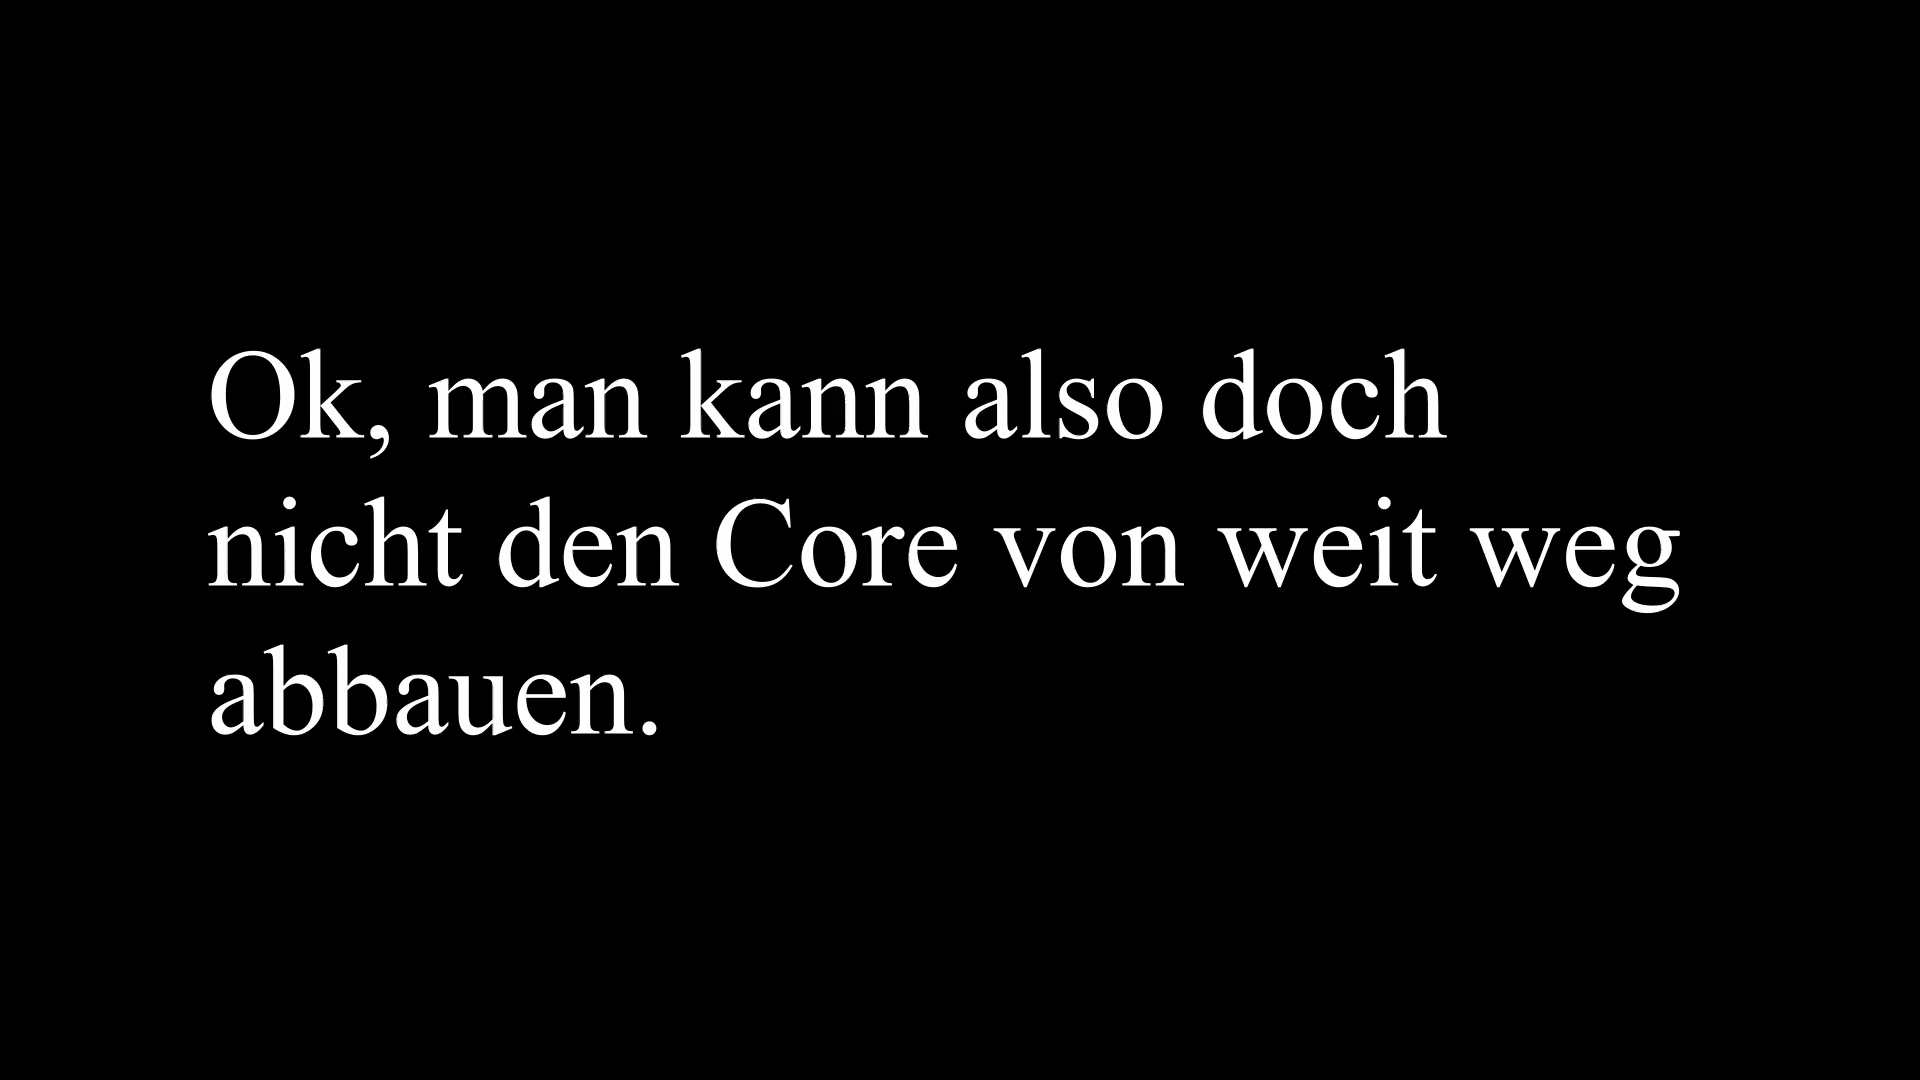 Ok, man kann also doch
nicht den Core von weit weg
abbauen.